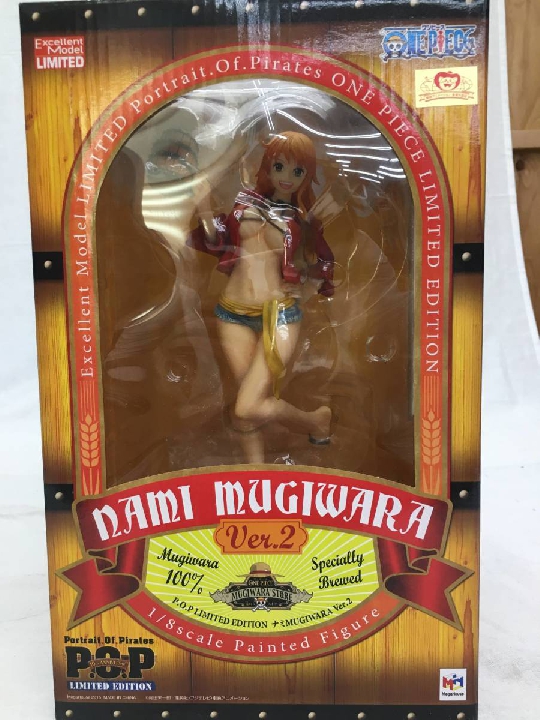 Excellent
Model
LIMITED
ONE PIECE
Excellent Model LIMITED Portrait.Of.Pirates ONE PIECE LIMITED EDITION
NAMI MUGIWARA
Ver.2
Mugiwara
100%
Specially
Brewed
MUGIWARA STORE
P.O.P LIMITED EDITION ナミMUGIWARA Ver.2
1/8scale Painted Figure
Portrait.Of.Pirates
P.O.P
LIMITED EDITION
MegaHouse